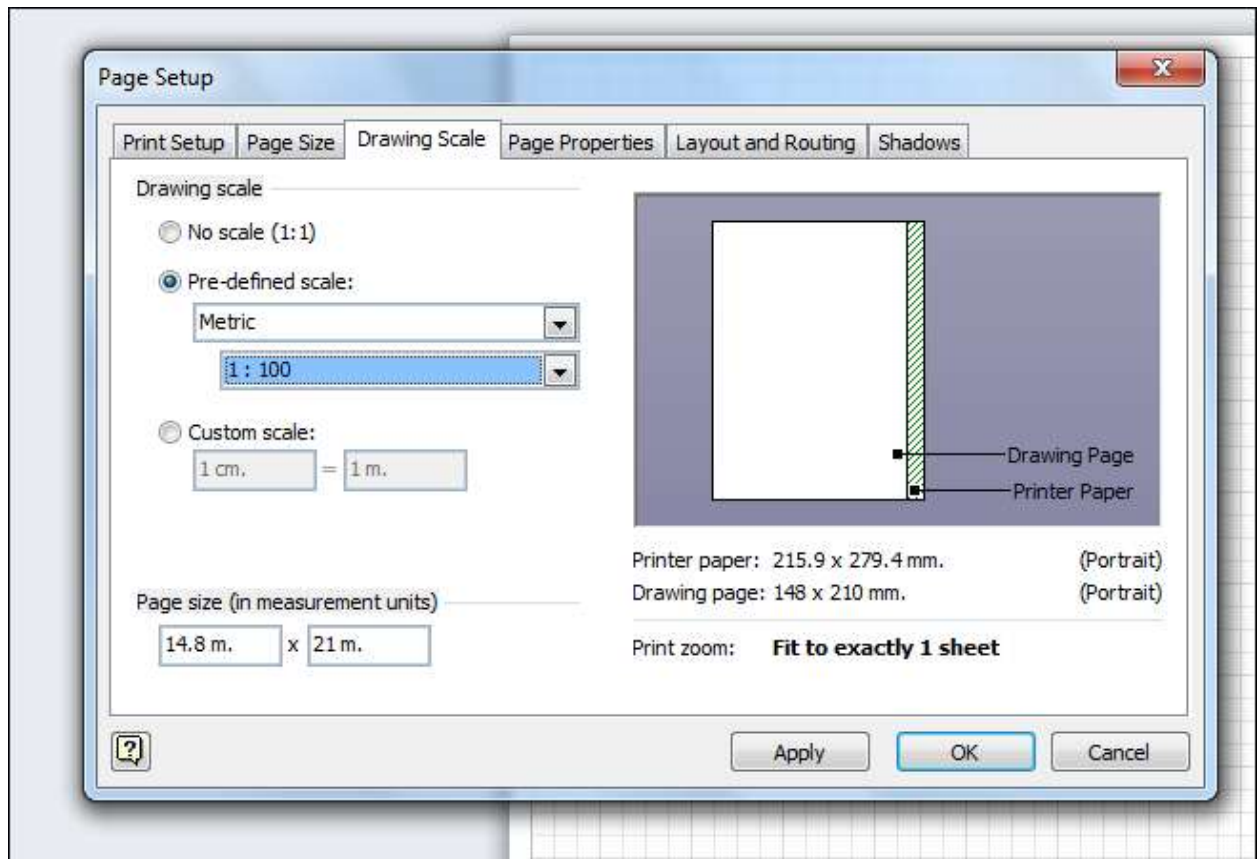 Page Setup
Print Setup Page Size Drawing Scale Page Properties Layout and Routing Shadows
Drawing scale
No scale (1:1)
Pre-defined scale:
Metric
1 : 100
Custom scale:
1 cm. = 1 m.
Page size (in measurement units)
14.8 m. x 21 m.
Drawing Page
Printer Paper
Printer paper: 215.9 x 279.4 mm. (Portrait)
Drawing page: 148 x 210 mm. (Portrait)
Print zoom: Fit to exactly 1 sheet
? Apply OK Cancel